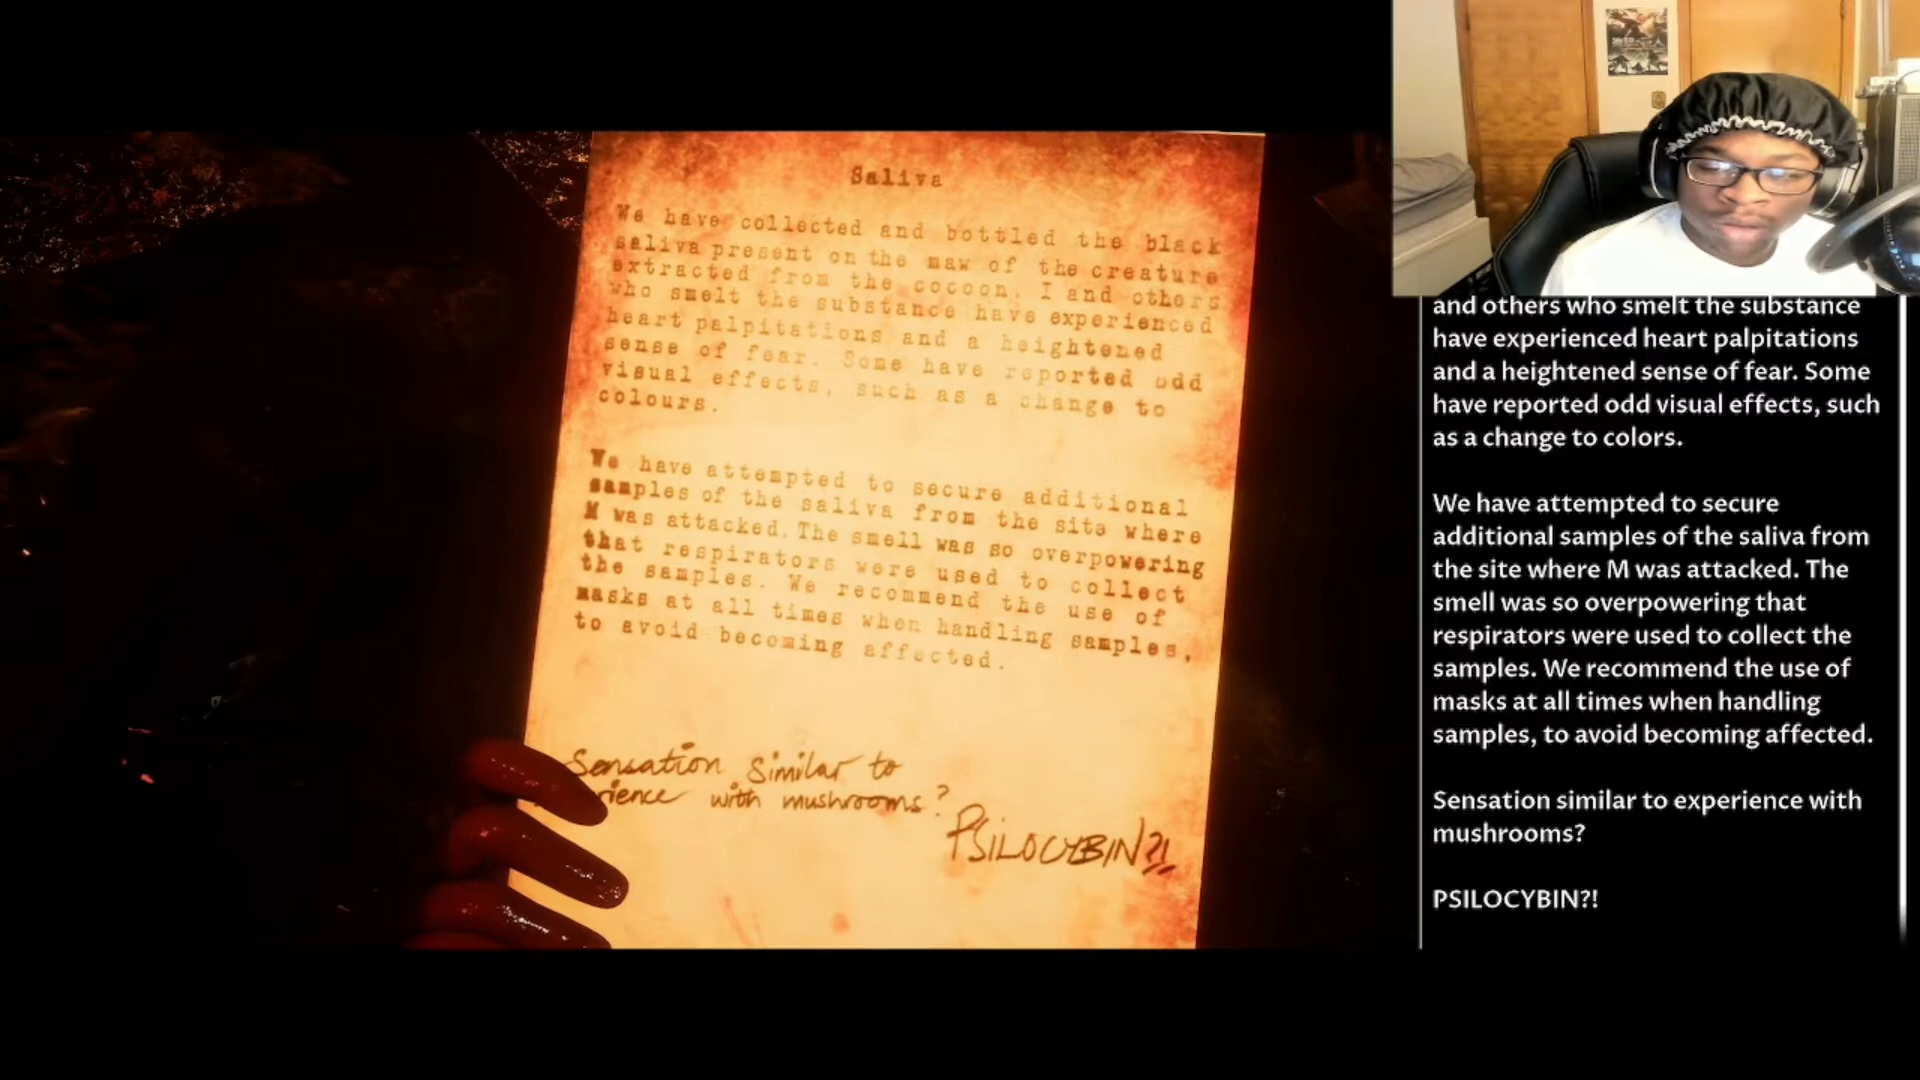 Saliva
We have collected and bottled the black
saliva present on the maw of the creature
extracted from the cocoon. I and others
who smelt the substance have experienced
heart palpitations and a heightened
sense of fear. Some have reported odd
visual effects, such as a change to
colours.
We have attempted to secure additional
samples of the saliva from the site where
M was attacked. The smell was so overpowering
that respirators were used to collect
the samples. We recommend the use of
masks at all times when handling samples,
to avoid becoming affected.
Sensation similar to
rience with mushrooms?
PSILOCYBIN?!
and others who smelt the substance
have experienced heart palpitations
and a heightened sense of fear. Some
have reported odd visual effects, such
as a change to colors.
We have attempted to secure
additional samples of the saliva from
the site where M was attacked. The
smell was so overpowering that
respirators were used to collect the
samples. We recommend the use of
masks at all times when handling
samples, to avoid becoming affected.
Sensation similar to experience with
mushrooms?
PSILOCYBIN?!